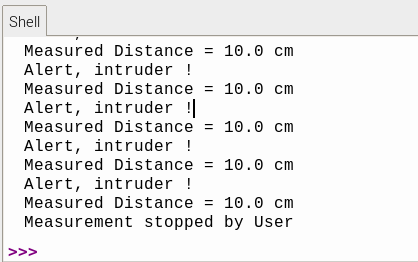 Shell
Measured Distance = 10.0 cm
Alert, intruder !
Measured Distance = 10.0 cm
Alert, intruder !
Measured Distance = 10.0 cm
Alert, intruder !
Measured Distance = 10.0 cm
Alert, intruder !
Measured Distance = 10.0 cm
Measurement stopped by User
>>>